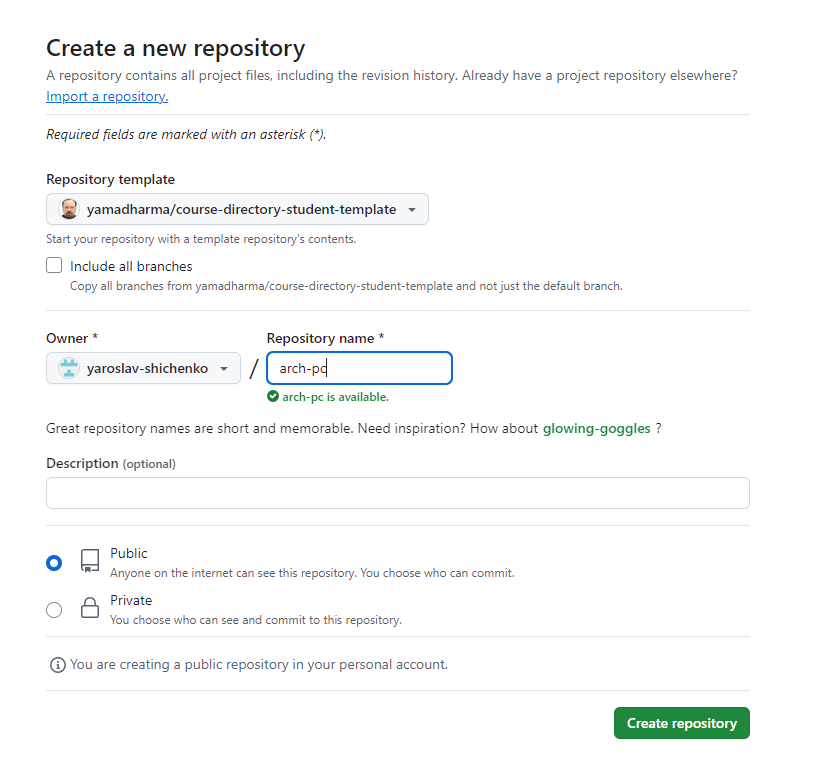 Create a new repository
A repository contains all project files, including the revision history. Already have a project repository elsewhere?
Import a repository.
Required fields are marked with an asterisk (*).
Repository template
yamadharma/course-directory-student-template
Start your repository with a template repository's contents.
Include all branches
Copy all branches from yamadharma/course-directory-student-template and not just the default branch.
Owner * Repository name *
yaroslav-shichenko / arch-pc
arch-pc is available.
Great repository names are short and memorable. Need inspiration? How about glowing-goggles ?
Description (optional)
Public
Anyone on the internet can see this repository. You choose who can commit.
Private
You choose who can see and commit to this repository.
You are creating a public repository in your personal account.
Create repository